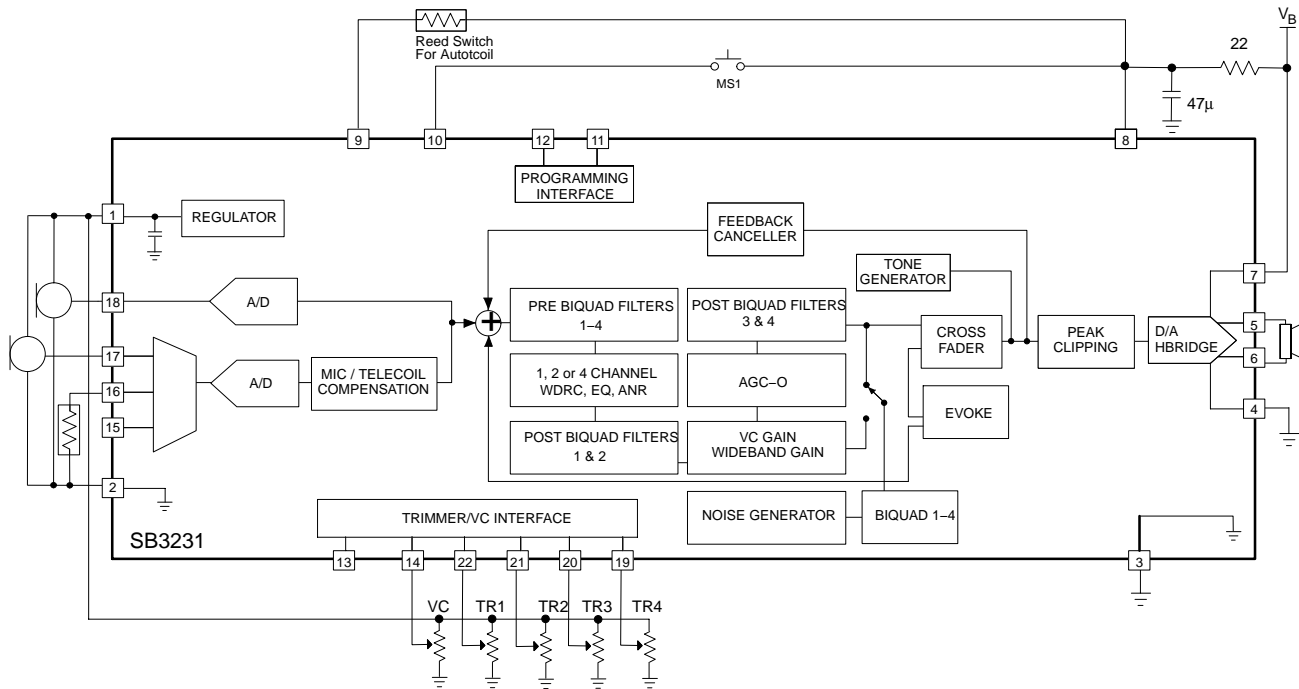 Reed Switch
For Autotcoil
MS1
22
VB
47µ
9
10
12
11
8
PROGRAMMING
INTERFACE
1
REGULATOR
FEEDBACK
CANCELLER
TONE
GENERATOR
18
A/D
PRE BIQUAD FILTERS
1–4
POST BIQUAD FILTERS
3 & 4
CROSS
FADER
PEAK
CLIPPING
D/A
HBRIDGE
7
5
6
4
17
16
15
A/D
MIC / TELECOIL
COMPENSATION
1, 2 or 4 CHANNEL
WDRC, EQ, ANR
AGC–O
EVOKE
POST BIQUAD FILTERS
1 & 2
VC GAIN
WIDEBAND GAIN
2
NOISE GENERATOR
BIQUAD 1–4
TRIMMER/VC INTERFACE
SB3231
13
14
22
21
20
19
3
VC
TR1
TR2
TR3
TR4